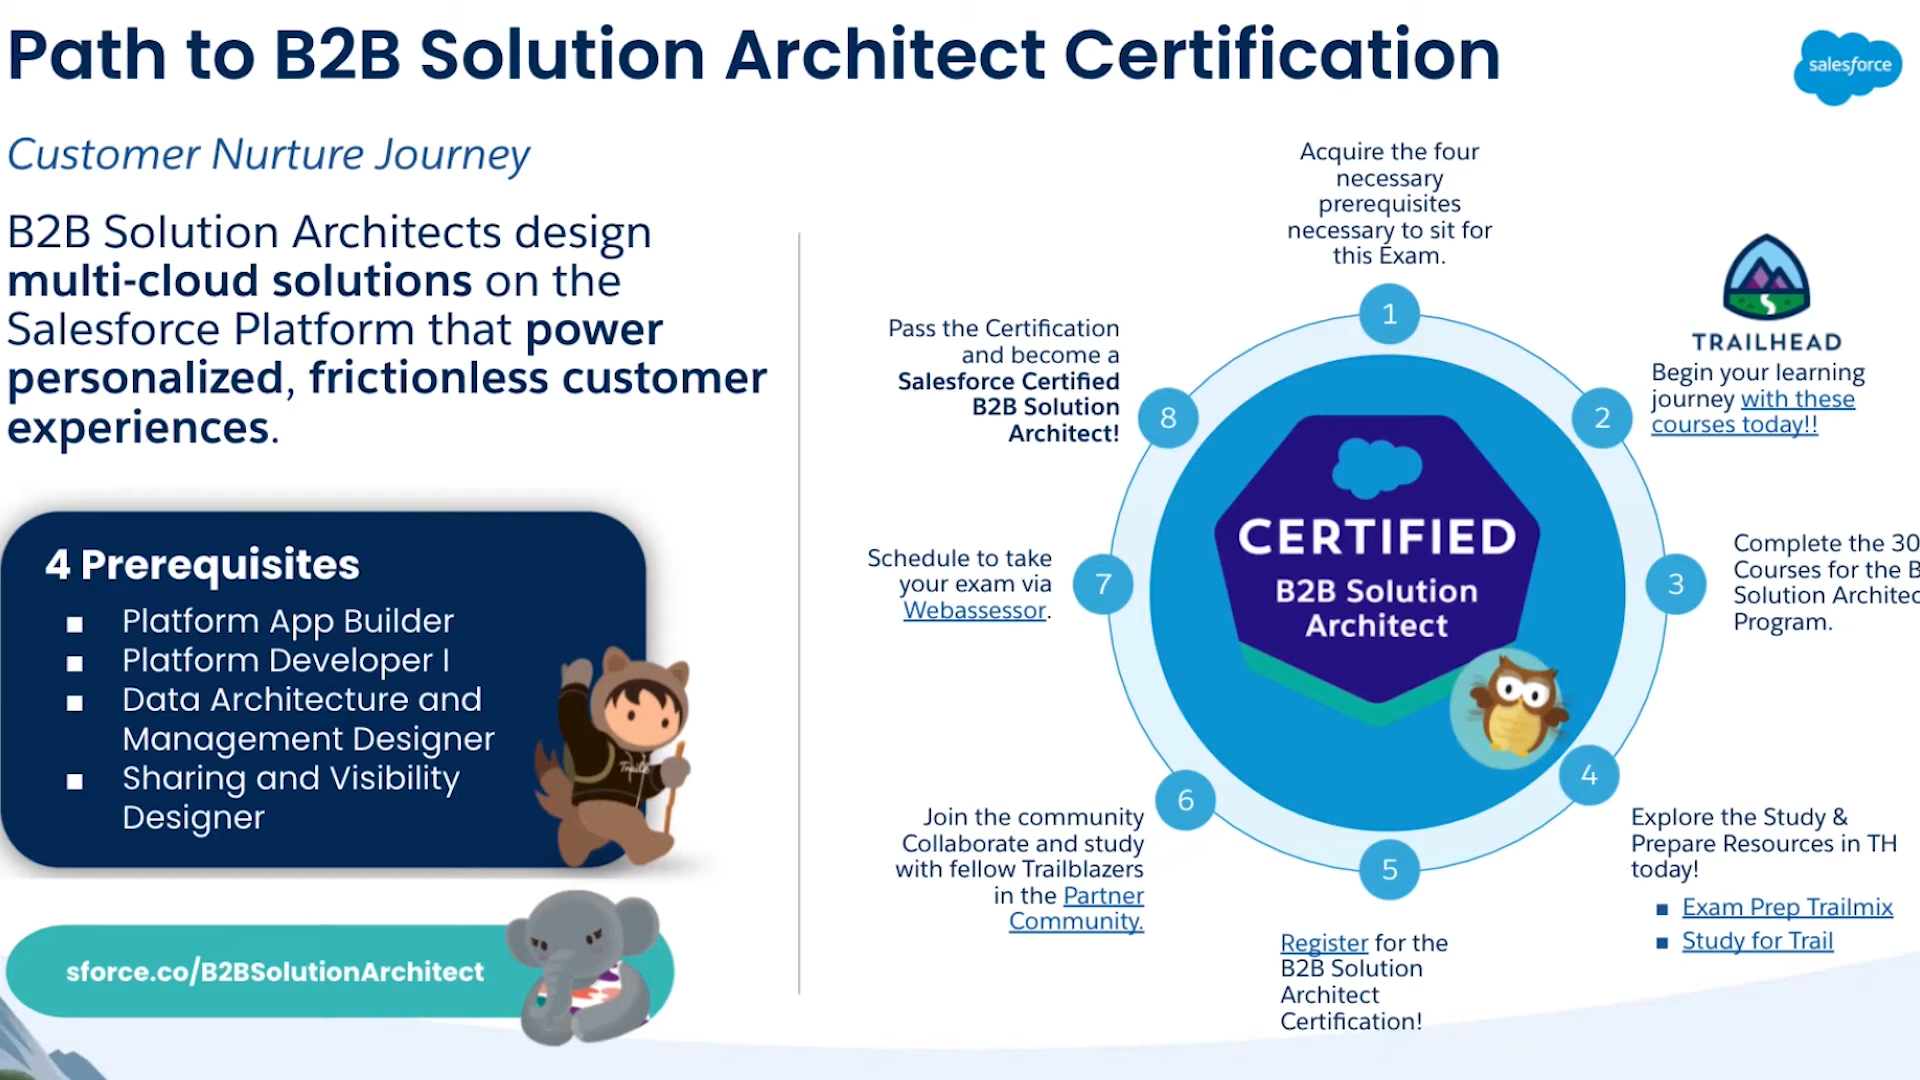 Path to B2B Solution Architect Certification
salesforce
Customer Nurture Journey
B2B Solution Architects design
multi-cloud solutions on the
Salesforce Platform that power
personalized, frictionless customer
experiences.
4 Prerequisites
■ Platform App Builder
■ Platform Developer I
■ Data Architecture and
Management Designer
■ Sharing and Visibility
Designer
sforce.co/B2BSolutionArchitect
Acquire the four
necessary
prerequisites
necessary to sit for
this Exam.
1
TRAILHEAD
Begin your learning
journey with these
courses today!!
2
Complete the 30
Courses for the B
Solution Architec
Program.
3
4
Explore the Study &
Prepare Resources in TH
today!
■ Exam Prep Trailmix
■ Study for Trail
5
Register for the
B2B Solution
Architect
Certification!
6
Join the community
Collaborate and study
with fellow Trailblazers
in the Partner
Community.
7
Schedule to take
your exam via
Webassessor.
8
Pass the Certification
and become a
Salesforce Certified
B2B Solution
Architect!
CERTIFIED
B2B Solution
Architect